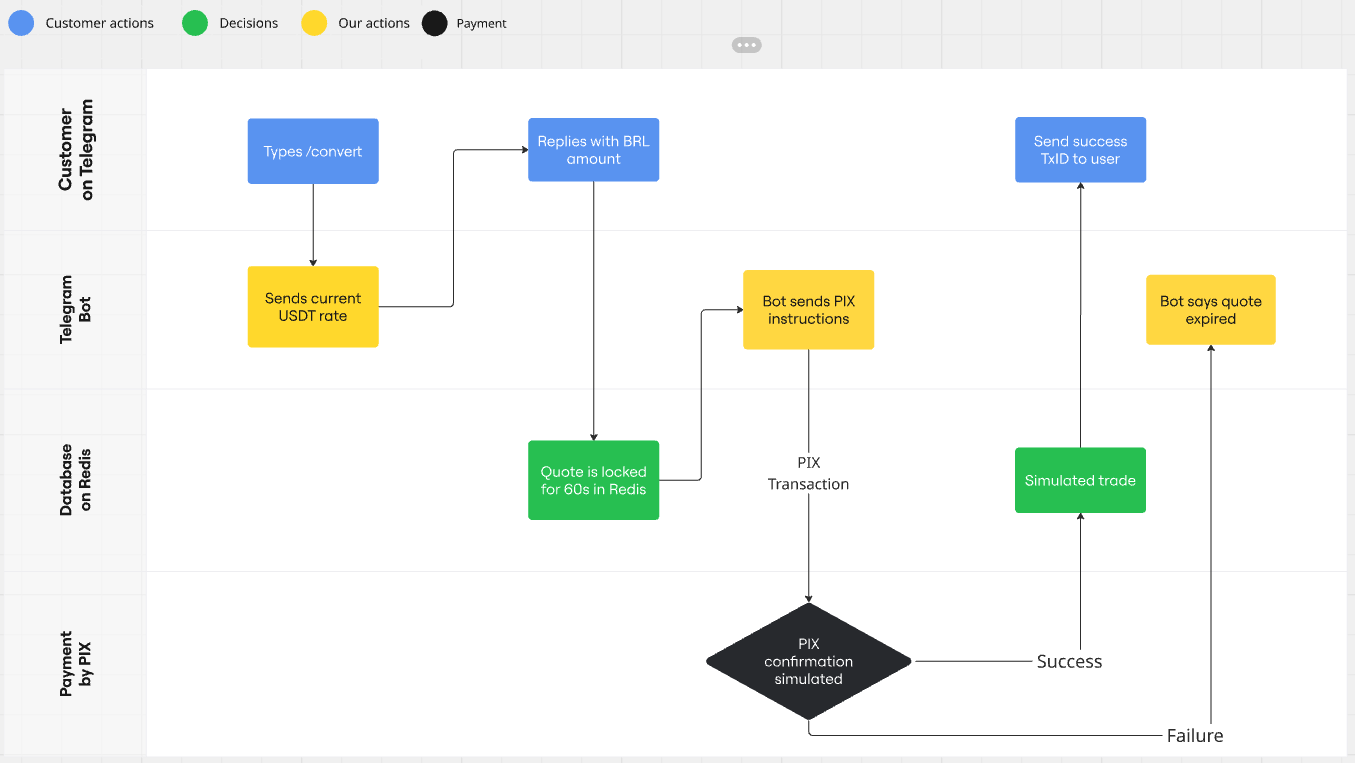 Customer actions
Decisions
Our actions
Payment
Customer
on Telegram
Types /convert
Replies with BRL
amount
Send success
TxID to user
Telegram
Bot
Sends current
USDT rate
Bot sends PIX
instructions
Bot says quote
expired
Database
on Redis
Quote is locked
for 60s in Redis
PIX
Transaction
Simulated trade
Payment
by PIX
PIX
confirmation
simulated
Success
Failure